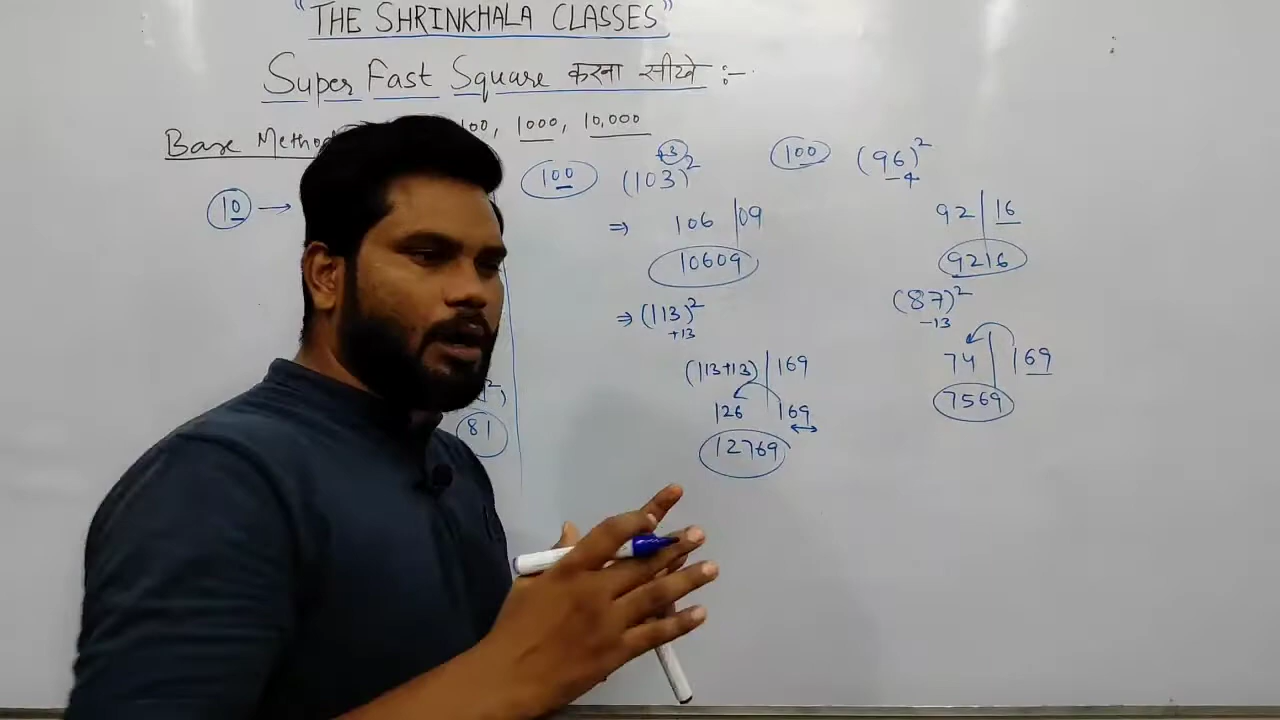 "THE SHRINKHALA CLASSES"
Super Fast Square करना सीखे :-
Base Method 100, 1000, 10,000
10 →
81
100 (103)²
+3
⇒ 106 | 09
10609
⇒ (113)²
+13
(113+13) | 169
126 169
12769
100 (96)²
-4
92 | 16
9216
(87)²
-13
74 | 169
7569